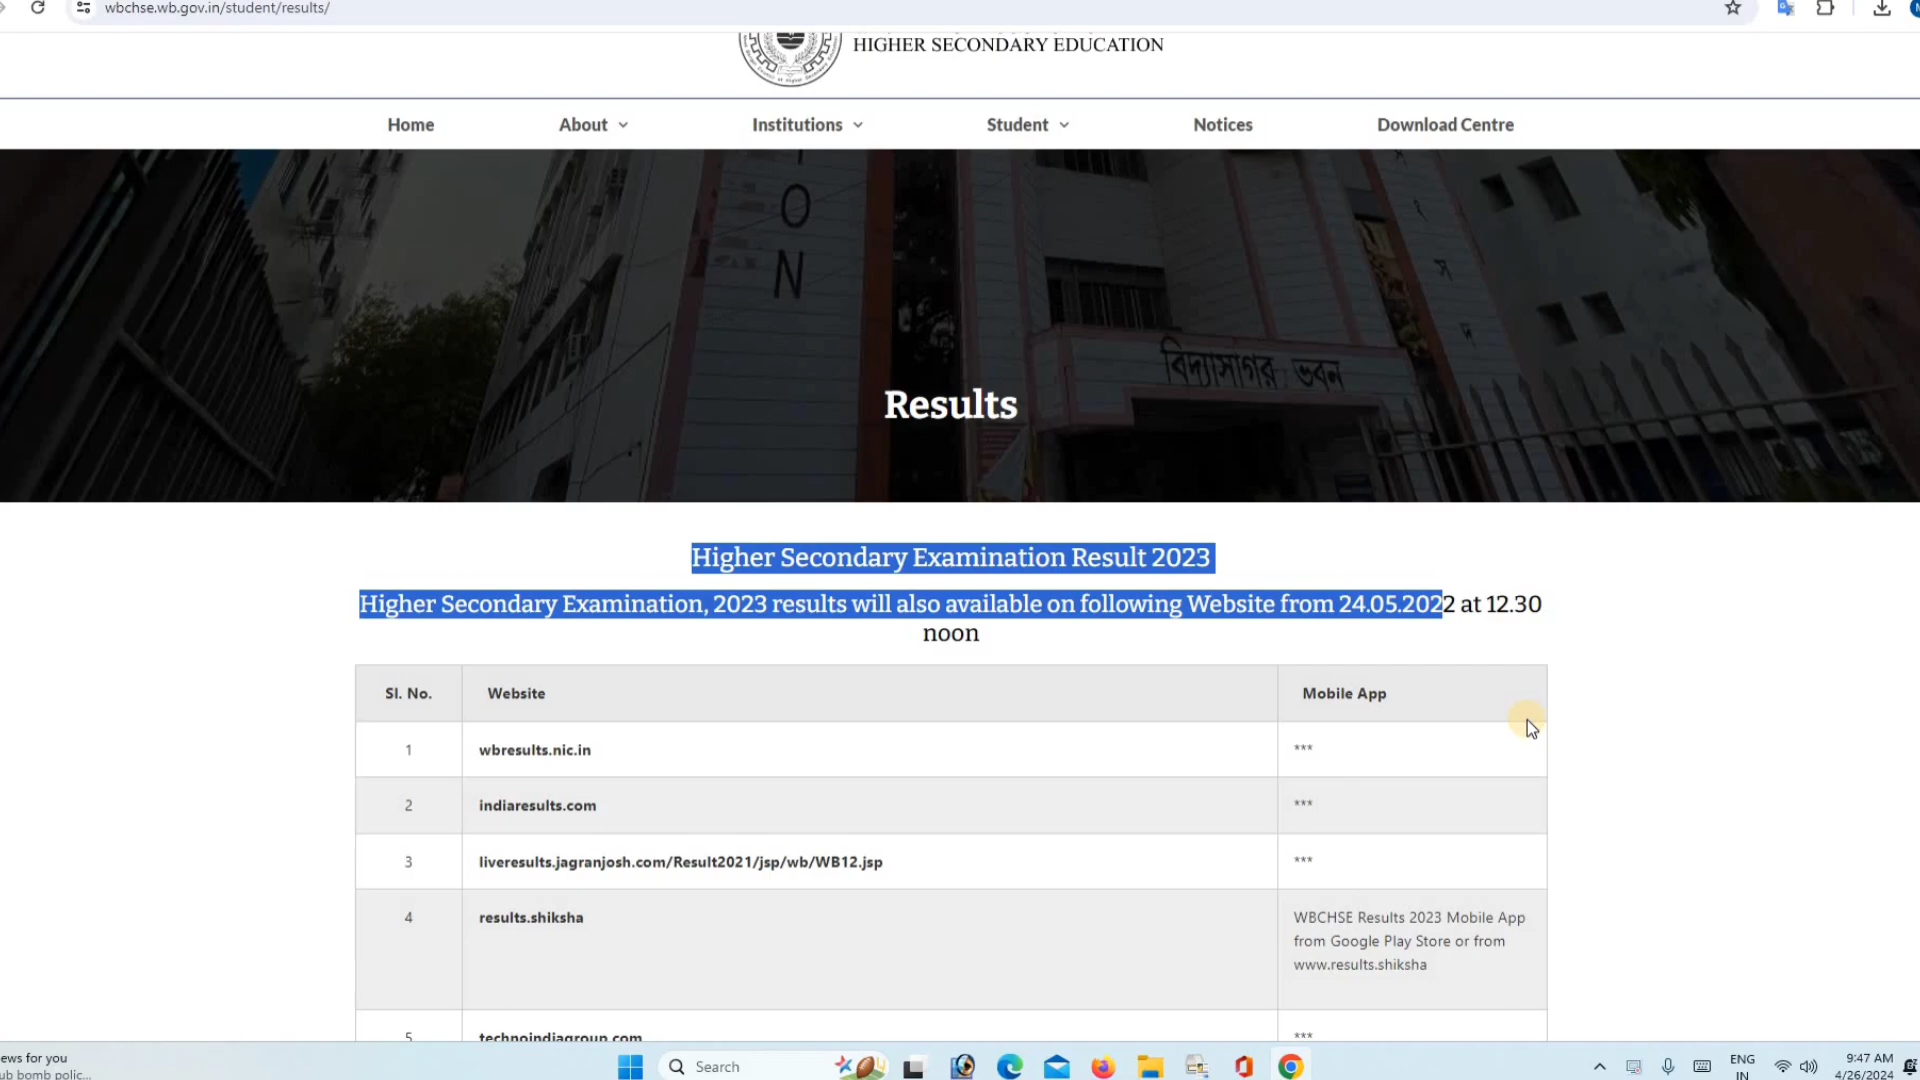 wbchse.wb.gov.in/student/results/
HIGHER SECONDARY EDUCATION
Home About Institutions Student Notices Download Centre
I
O
N
বিদ্যাসাগর ভবন
স
দ
Results
Higher Secondary Examination Result 2023
Higher Secondary Examination, 2023 results will also available on following Website from 24.05.2022 at 12.30
noon
Sl. No. Website Mobile App
1 wbresults.nic.in ***
2 indiaresults.com ***
3 liveresults.jagranjosh.com/Result2021/jsp/wb/WB12.jsp ***
4 results.shiksha WBCHSE Results 2023 Mobile App
from Google Play Store or from
www.results.shiksha
5 technoindiagroup.com ***
ews for you
ub bomb polic...
Search
ENG
IN
9:47 AM
4/26/2024